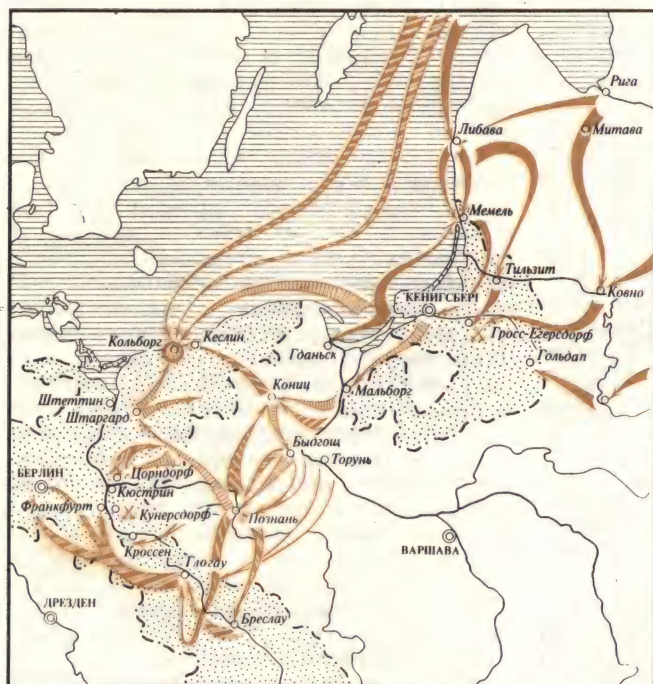 Рига
Митава
Либава
Мемель
Тильзит
Ковно
КЕНИГСБЕРГ
Гросс-Егерсдорф
Гольдап
Кольборг
Кеслин
Гданьск
Кониц
Мальборг
Штеттин
Штаргард
Быдгощ
Торунь
Цорндорф
БЕРЛИН
Кюстрин
Франкфурт
Кунерсдорф
Познань
Кроссен
ВАРШАВА
Глогау
ДРЕЗДЕН
Бреслау